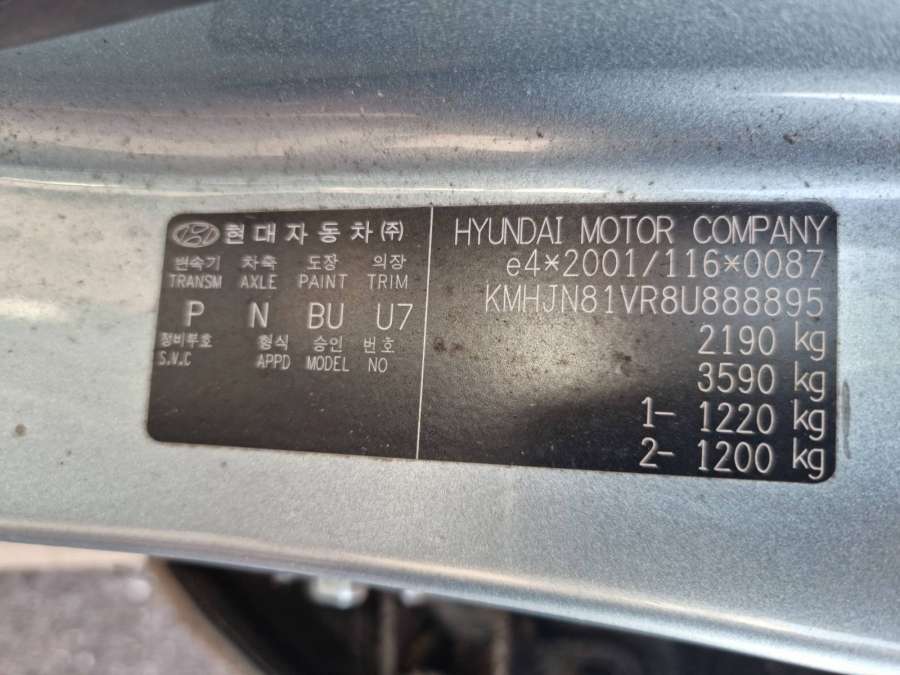 현대자동차㈜
변속기 차축 도장 의장
TRANSM AXLE PAINT TRIM
P N BU U7
정비부호 형식 승인 번호
S.V.C APPD MODEL NO
HYUNDAI MOTOR COMPANY
e4*2001/116*0087
KMHJN81VR8U888895
2190 kg
3590 kg
1- 1220 kg
2- 1200 kg